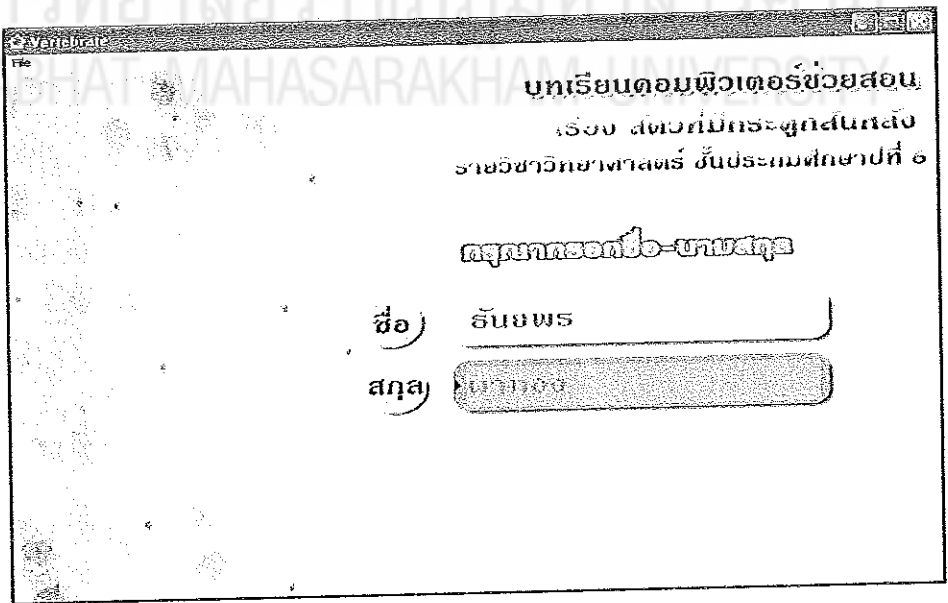 Vertebrate
File
BHAT MAHASARAKHAM UNIVERSITY
บทเรียนคอมพิวเตอร์ช่วยสอน
เรื่อง สัตว์ที่มีกระดูกสันหลัง
รายวิชาวิทยาศาสตร์ ชั้นประถมศึกษาปีที่ ๖
กรุณากรอกชื่อ-นามสกุล
ชื่อ ธันยพร
สกุล